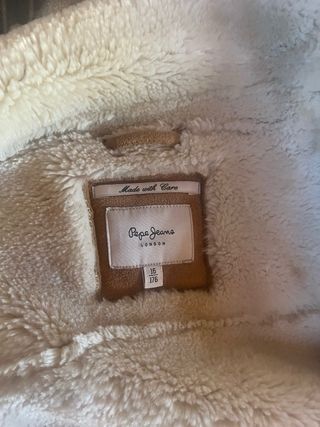 Made with Care
Pepe Jeans
LONDON
16
176